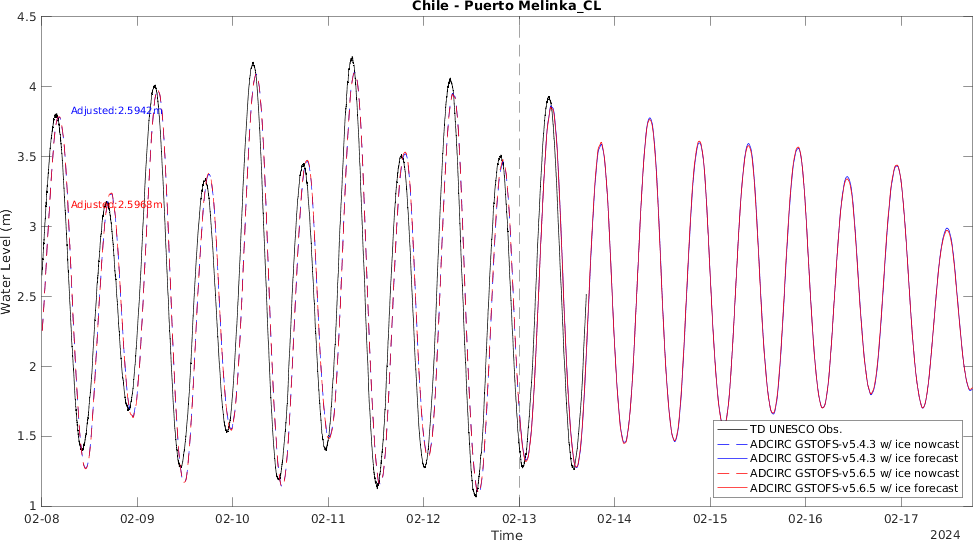 Chile - Puerto Melinka_CL
4.5
4
3.5
3
2.5
2
1.5
1
Water Level (m)
Adjusted:2.5942m
Adjusted:2.5968m
TD UNESCO Obs.
ADCIRC GSTOFS-v5.4.3 w/ ice nowcast
ADCIRC GSTOFS-v5.4.3 w/ ice forecast
ADCIRC GSTOFS-v5.6.5 w/ ice nowcast
ADCIRC GSTOFS-v5.6.5 w/ ice forecast
02-08 02-09 02-10 02-11 02-12 02-13 02-14 02-15 02-16 02-17
Time
2024